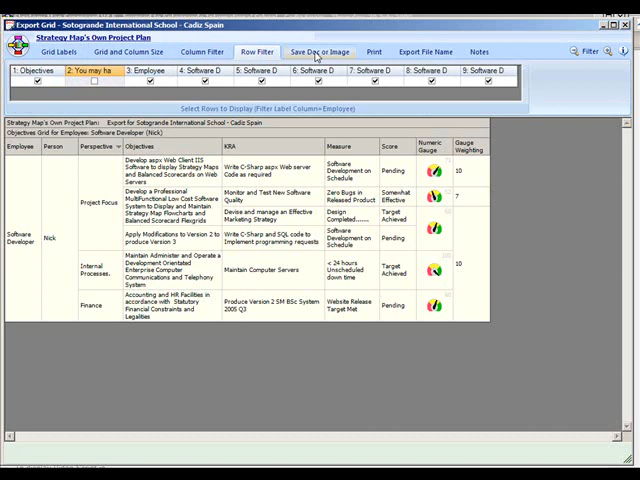 Export Grid - Sotogrande International School - Cadiz Spain
Strategy Map's Own Project Plan
Grid Labels Grid and Column Size Column Filter Row Filter Save Doc or Image Print Export File Name Notes Filter
1: Objectives 2: You may ha 3: Employee 4: Software D 5: Software D 6: Software D 7: Software D 8: Software D 9: Software D
Select Rows to Display (Filter Label Column=Employee)
Strategy Map's Own Project Plan: Export for Sotogrande International School - Cadiz Spain
Objectives Grid for Employee: Software Developer (Nick)
Employee Person Perspective Objectives KRA Measure Score Numeric Gauge Gauge Weighting
Software Developer
Nick
Project Focus
Develop aspx Web Client IIS
Software to display Strategy Maps
and Balanced Scorecards on Web
Servers
Write C-Sharp aspx Web server
Code as required
Software
Development on
Schedule
Pending
10
Develop a Professional
MultiFunctional Low Cost Software
System to Display and Maintain
Strategy Map Flowcharts and
Balanced Scorecard Flexgrids
Monitor and Test New Software
Quality
Zero Bugs in
Released Product
Somewhat
Effective
7
Devise and manage an Effective
Marketing Strategy
Design
Completed......
Target
Achieved
Apply Modifications to Version 2 to
produce Version 3
Write C-Sharp and SQL code to
Implement programming requests
Software
Development on
Schedule
Pending
10
Internal
Processes.
Maintain Administer and Operate a
Development Orientated
Enterprise Computer
Communications and Telephony
System
Maintain Computer Servers
< 24 hours
Unscheduled
down time
Target
Achieved
Finance
Accounting and HR Facilities in
accordance with Statutory
Financial Constraints and
Legalities
Produce Version 2 SM BSc System
2005 Q3
Website Release
Target Met
Pending